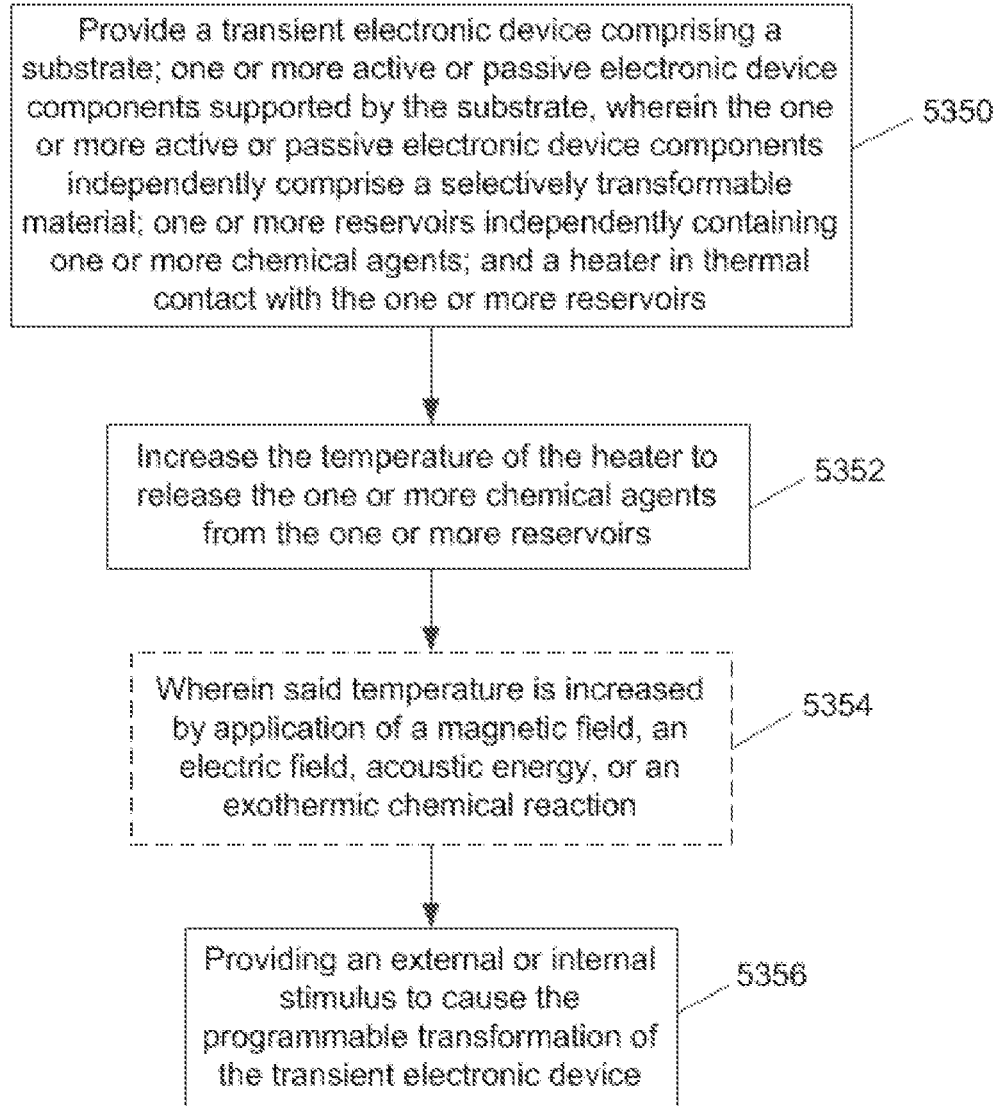 Provide a transient electronic device comprising a
substrate; one or more active or passive electronic device
components supported by the substrate, wherein the one
or more active or passive electronic device components
independently comprise a selectively transformable
material; one or more reservoirs independently containing
one or more chemical agents; and a heater in thermal
contact with the one or more reservoirs
5350
Increase the temperature of the heater to
release the one or more chemical agents
from the one or more reservoirs
5352
Wherein said temperature is increased
by application of a magnetic field, an
electric field, acoustic energy, or an
exothermic chemical reaction
5354
Providing an external or internal
stimulus to cause the
programmable transformation of
the transient electronic device
5356